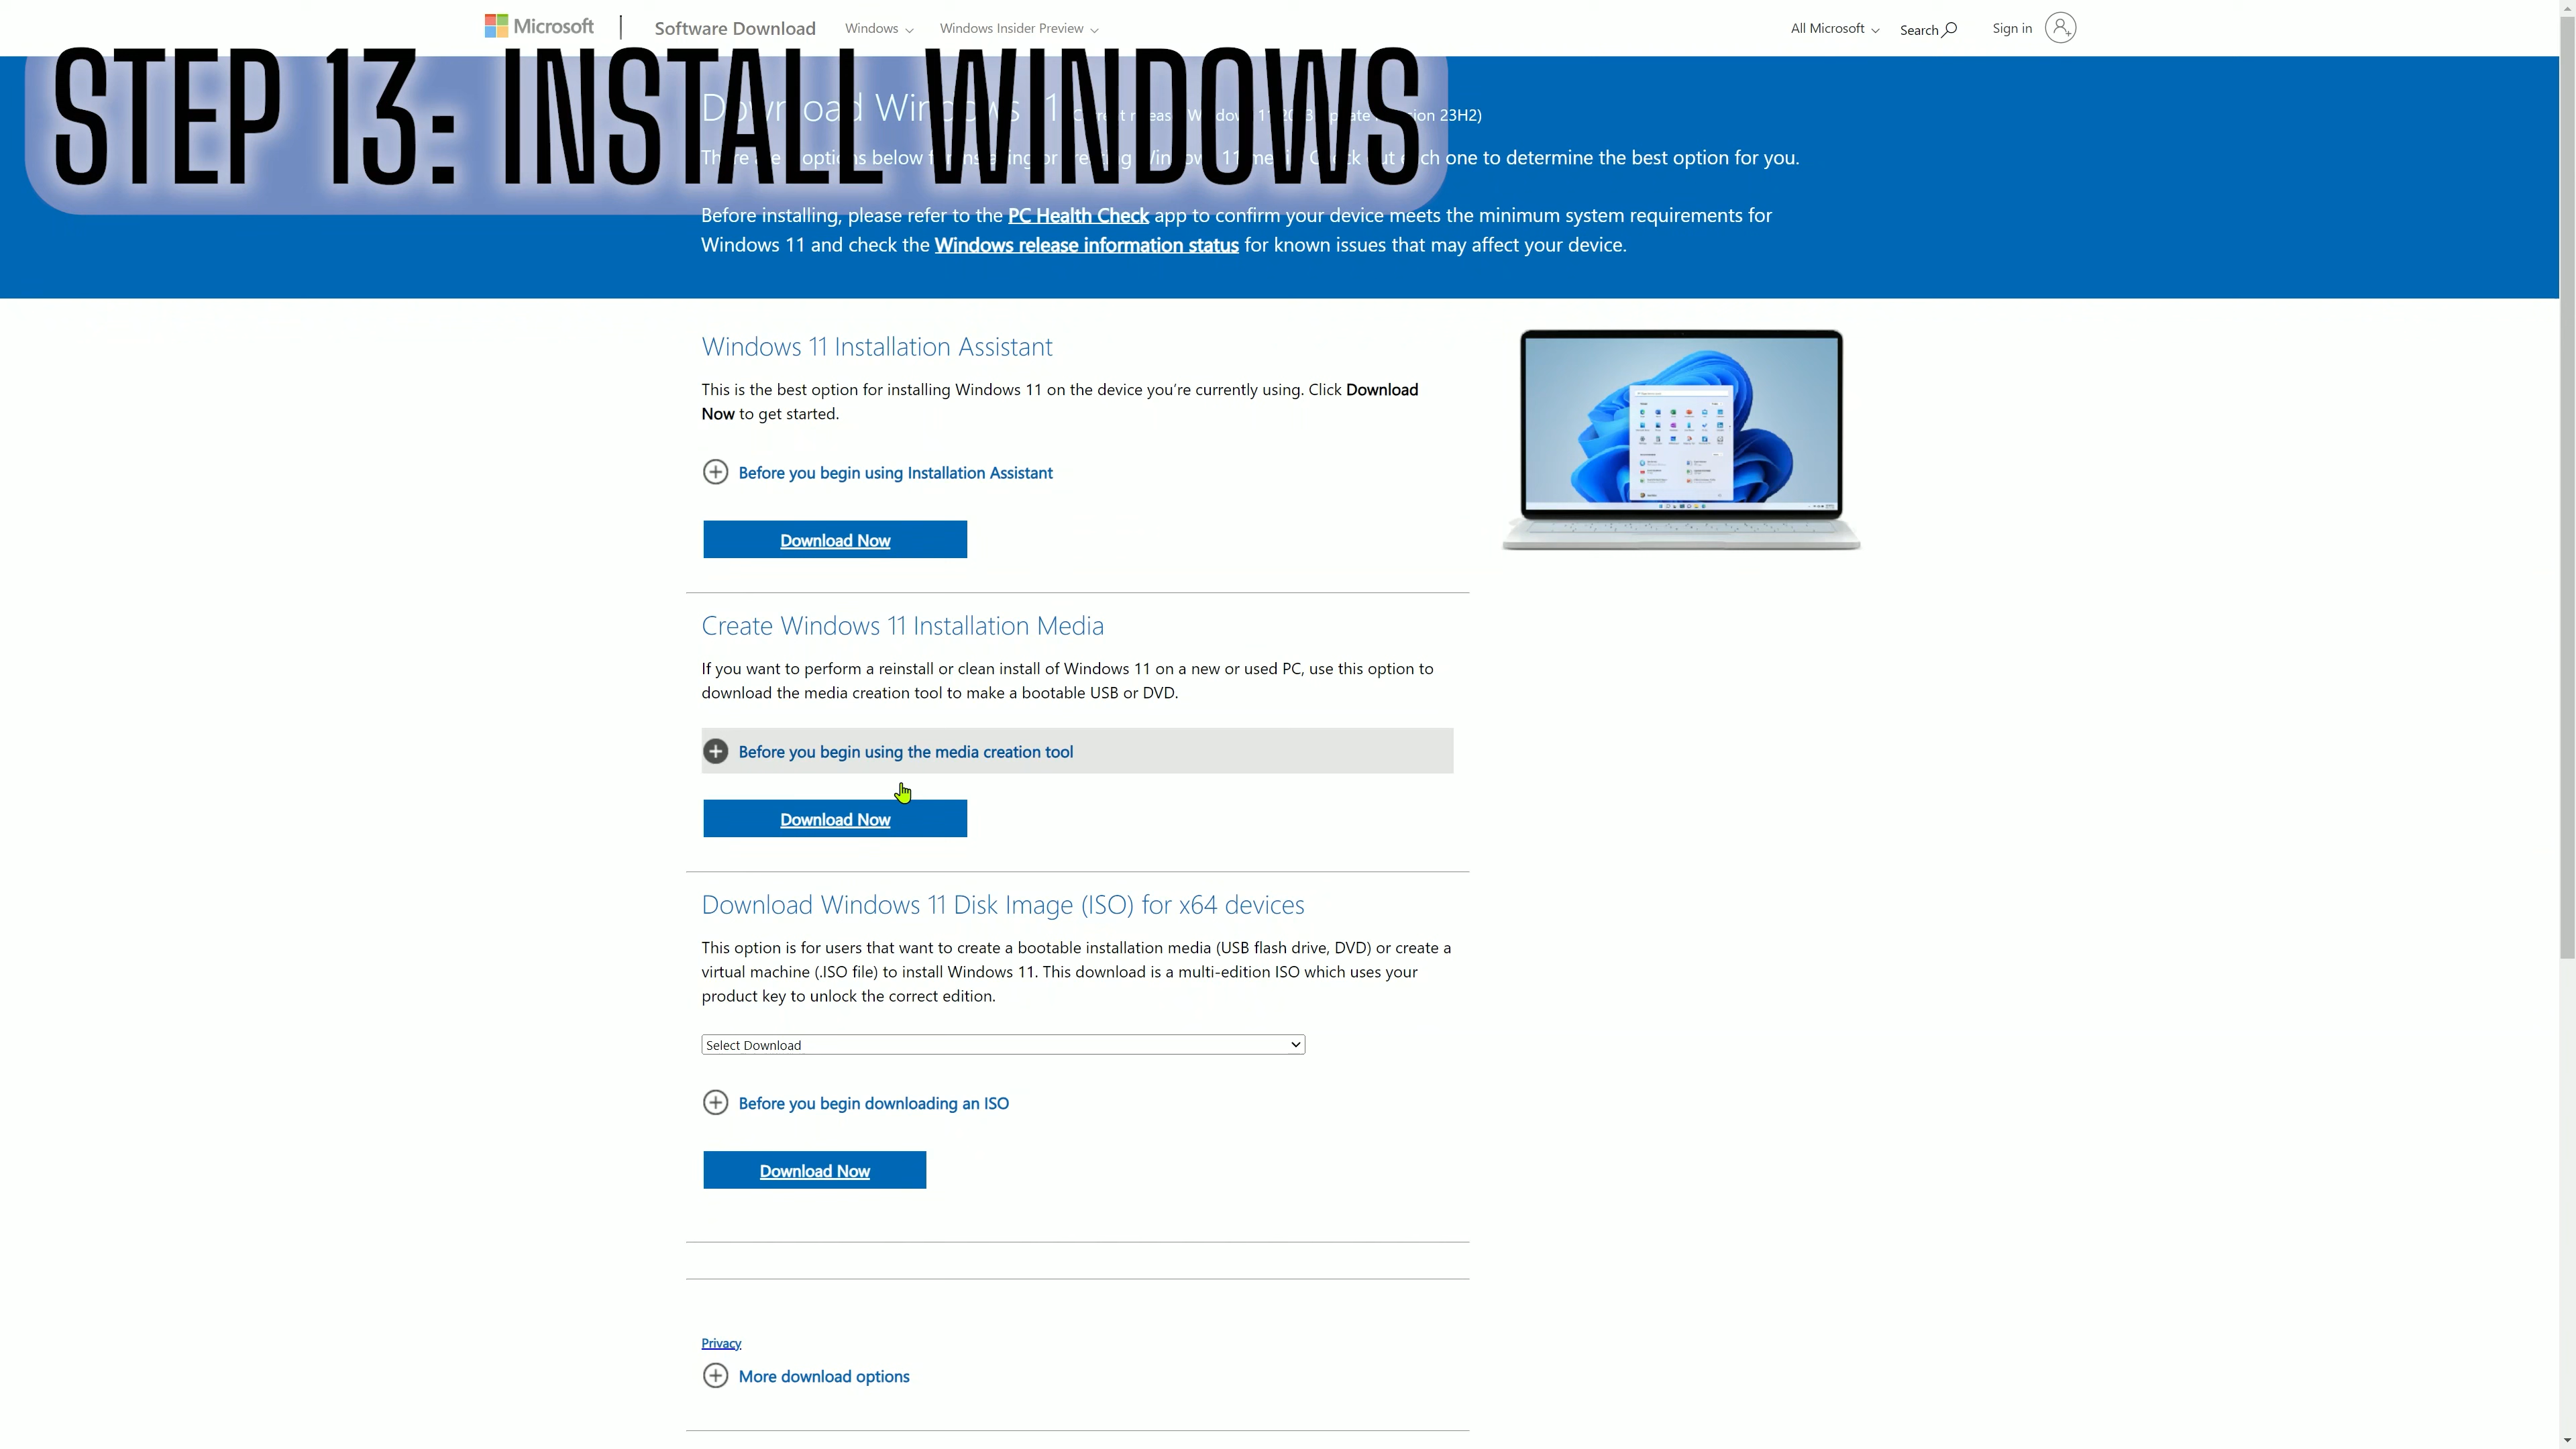 Microsoft
Software Download
Windows
Windows Insider Preview
All Microsoft
Search
Sign in
STEP 13: INSTALL WINDOWS
Download Windows 11
23H2)
options below
one to determine the best option for you.
Before installing, please refer to the PC Health Check app to confirm your device meets the minimum system requirements for
Windows 11 and check the Windows release information status for known issues that may affect your device.
Windows 11 Installation Assistant
This is the best option for installing Windows 11 on the device you're currently using. Click Download
Now to get started.
Before you begin using Installation Assistant
Download Now
Create Windows 11 Installation Media
If you want to perform a reinstall or clean install of Windows 11 on a new or used PC, use this option to
download the media creation tool to make a bootable USB or DVD.
Before you begin using the media creation tool
Download Now
Download Windows 11 Disk Image (ISO) for x64 devices
This option is for users that want to create a bootable installation media (USB flash drive, DVD) or create a
virtual machine (.ISO file) to install Windows 11. This download is a multi-edition ISO which uses your
product key to unlock the correct edition.
Select Download
Before you begin downloading an ISO
Download Now
Privacy
More download options